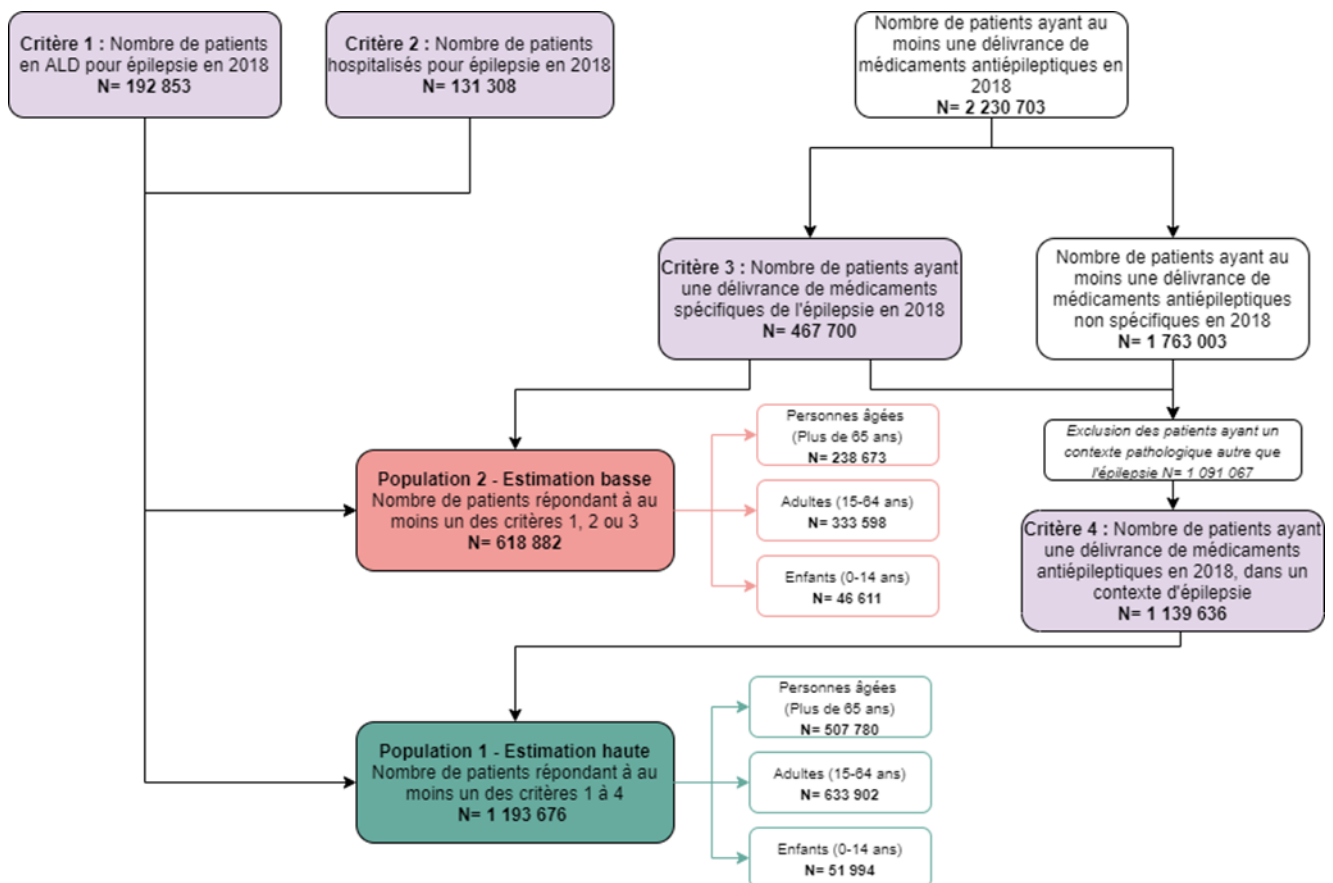 Critère 1 : Nombre de patients
en ALD pour épilepsie en 2018
N= 192 853
Critère 2 : Nombre de patients
hospitalisés pour épilepsie en 2018
N= 131 308
Nombre de patients ayant au
moins une délivrance de
médicaments antiépileptiques en
2018
N= 2 230 703
Critère 3 : Nombre de patients ayant
une délivrance de médicaments
spécifiques de l'épilepsie en 2018
N= 467 700
Nombre de patients ayant au
moins une délivrance de
médicaments antiépileptiques
non spécifiques en 2018
N= 1 763 003
Exclusion des patients ayant un
contexte pathologique autre que
l'épilepsie N= 1 091 067
Population 2 - Estimation basse
Nombre de patients répondant à au
moins un des critères 1, 2 ou 3
N= 618 882
Personnes âgées
(Plus de 65 ans)
N= 238 673
Adultes (15-64 ans)
N= 333 598
Enfants (0-14 ans)
N= 46 611
Critère 4 : Nombre de patients ayant
une délivrance de médicaments
antiépileptiques en 2018, dans un
contexte d'épilepsie
N= 1 139 636
Population 1 - Estimation haute
Nombre de patients répondant à au
moins un des critères 1 à 4
N= 1 193 676
Personnes âgées
(Plus de 65 ans)
N= 507 780
Adultes (15-64 ans)
N= 633 902
Enfants (0-14 ans)
N= 51 994